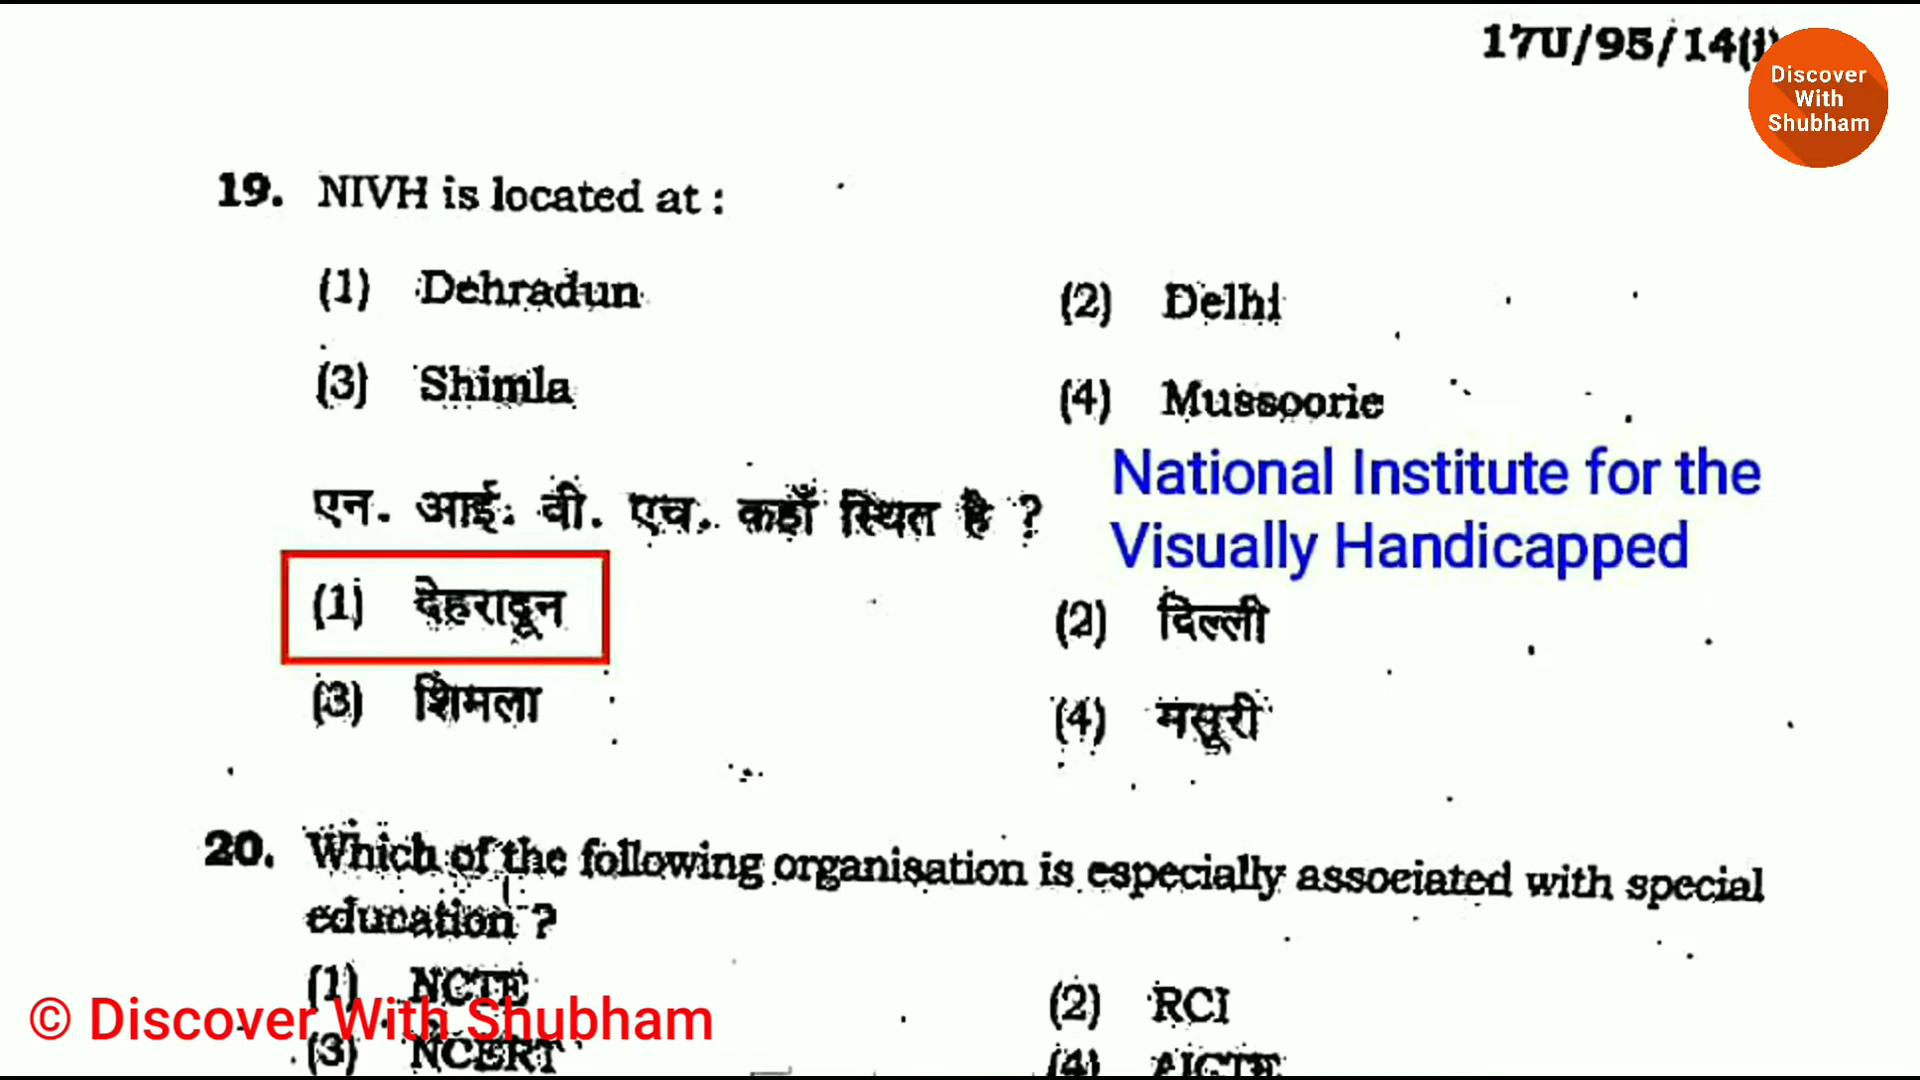 17U/95/14(i)
Discover
With
Shubham
19. NIVH is located at :
(1) Dehradun
(2) Delhi
(3) Shimla
(4) Mussoorie
एन. आई. वी. एच. कहाँ स्थित है ?
National Institute for the
Visually Handicapped
(1) देहरादून
(2) दिल्ली
(3) शिमला
(4) मसूरी
20. Which of the following organisation is especially associated with special
education ?
(1) NCTE
(2) RCI
© Discover With Shubham
(3) NCERT
(4) AICTE